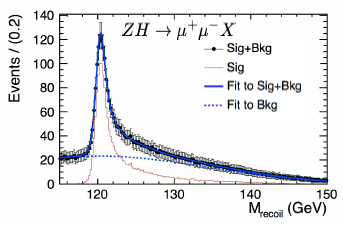 Events / (0.2)
140
120
100
80
60
40
20
0
ZH → μ⁺μ⁻X
Sig+Bkg
Sig
Fit to Sig+Bkg
Fit to Bkg
120
130
140
150
M_recoil (GeV)